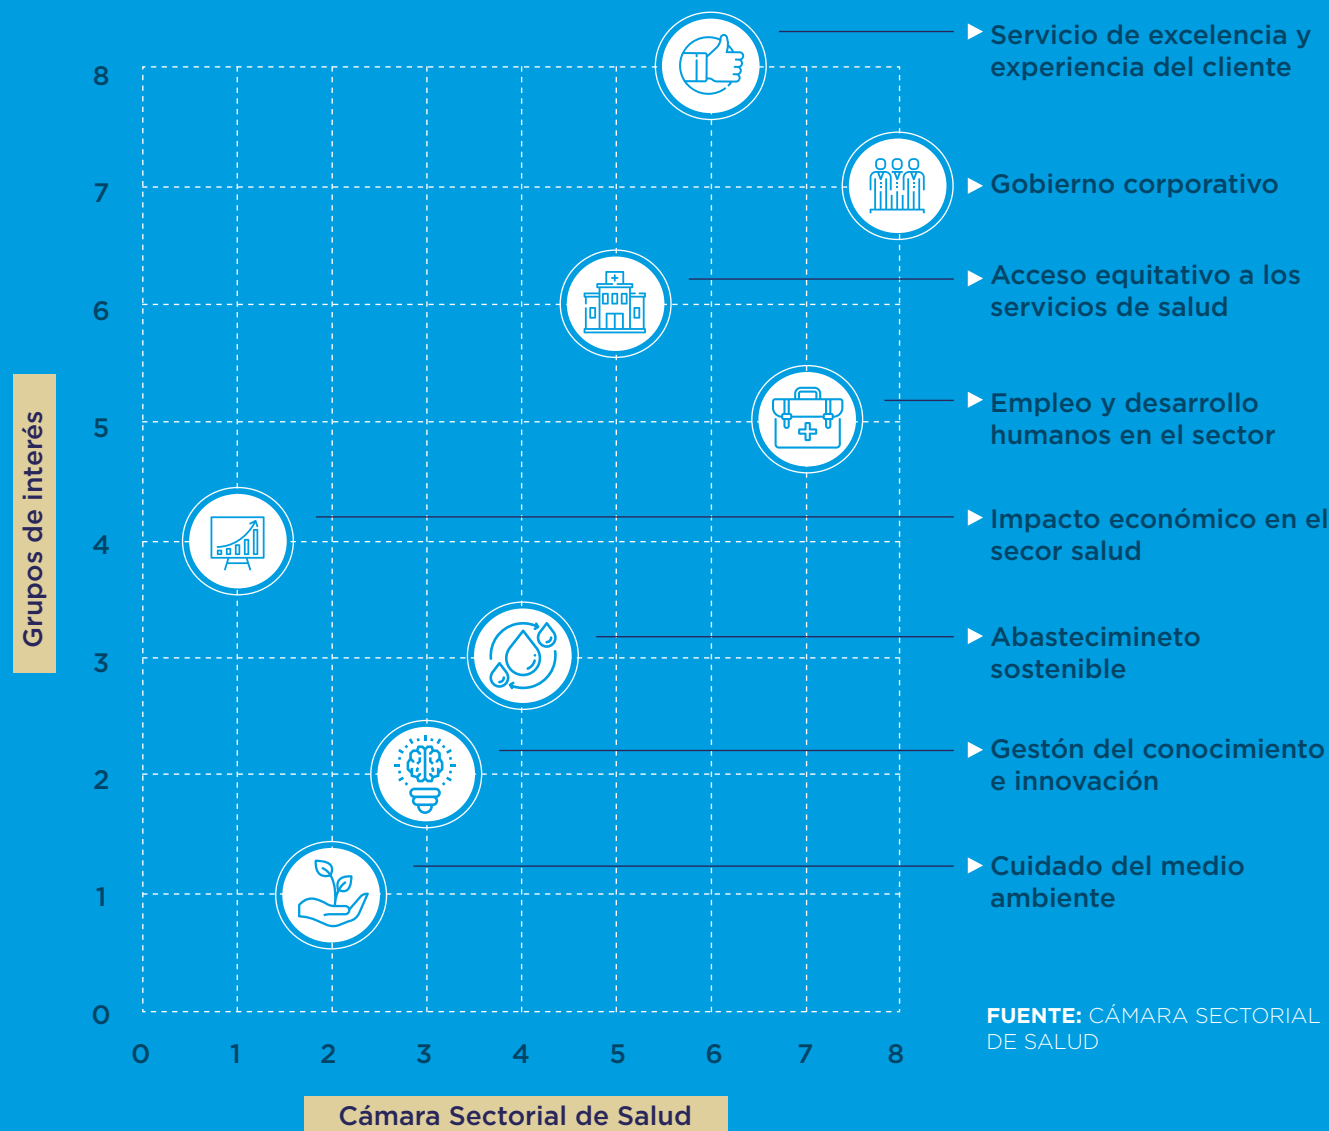 8
7
6
5
4
3
2
1
0
Grupos de interés
0 1 2 3 4 5 6 7 8
Cámara Sectorial de Salud
Servicio de excelencia y
experiencia del cliente
Gobierno corporativo
Acceso equitativo a los
servicios de salud
Empleo y desarrollo
humanos en el sector
Impacto económico en el
secor salud
Abastecimineto
sostenible
Gestón del conocimiento
e innovación
Cuidado del medio
ambiente
FUENTE: CÁMARA SECTORIAL
DE SALUD